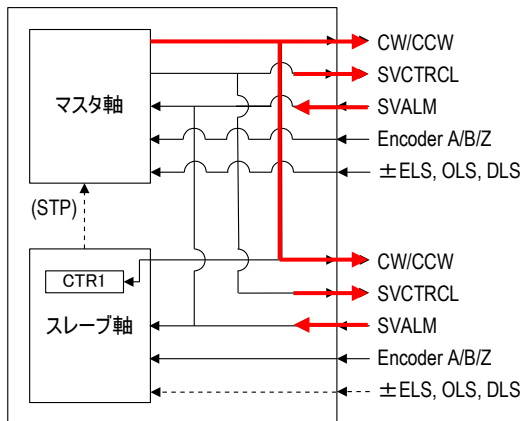 マスタ軸
CW/CCW
SVCTRCL
SVALM
Encoder A/B/Z
±ELS, OLS, DLS
(STP)
CTR1
スレーブ軸
CW/CCW
SVCTRCL
SVALM
Encoder A/B/Z
±ELS, OLS, DLS